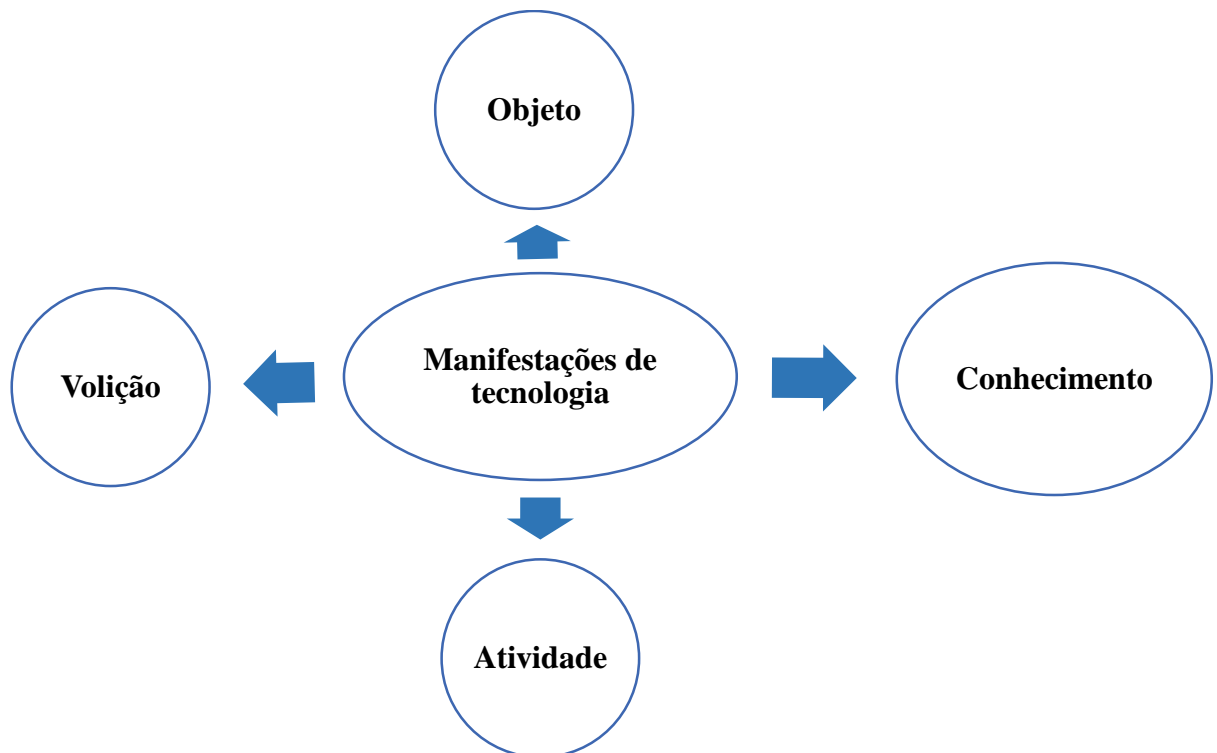 Objeto
Volição
Manifestações de
tecnologia
Conhecimento
Atividade